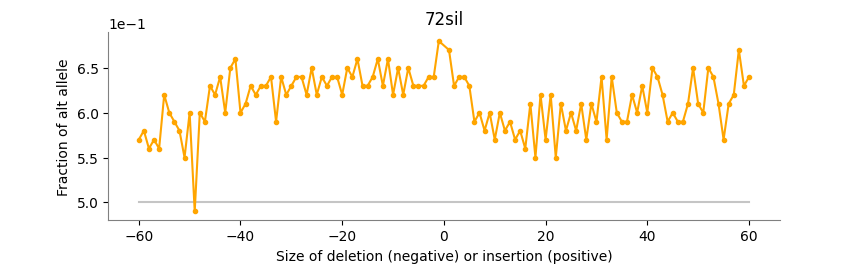 72sil
1e−1
Fraction of alt allele
6.5
6.0
5.5
5.0
−60 −40 −20 0 20 40 60
Size of deletion (negative) or insertion (positive)